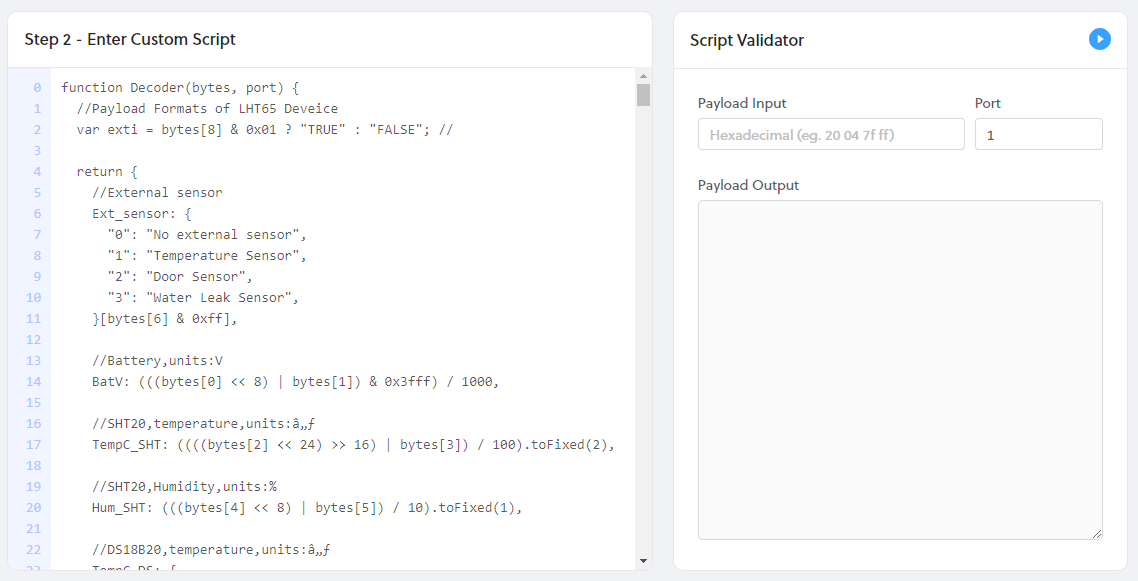 Step 2 - Enter Custom Script
0 function Decoder(bytes, port) {
1 //Payload Formats of LHT65 Deveice
2 var exti = bytes[8] & 0x01 ? "TRUE" : "FALSE"; //
3
4 return {
5 //External sensor
6 Ext_sensor: {
7 "0": "No external sensor",
8 "1": "Temperature Sensor",
9 "2": "Door Sensor",
10 "3": "Water Leak Sensor",
11 }[bytes[6] & 0xff],
12
13 //Battery,units:V
14 BatV: (((bytes[0] << 8) | bytes[1]) & 0x3fff) / 1000,
15
16 //SHT20,temperature,units:â„ƒ
17 TempC_SHT: ((((bytes[2] << 24) >> 16) | bytes[3]) / 100).toFixed(2),
18
19 //SHT20,Humidity,units:%
20 Hum_SHT: (((bytes[4] << 8) | bytes[5]) / 10).toFixed(1),
21
22 //DS18B20,temperature,units:â„ƒ
23 TempC_DS: {
Script Validator
Payload Input
Port
Hexadecimal (eg. 20 04 7f ff)
1
Payload Output